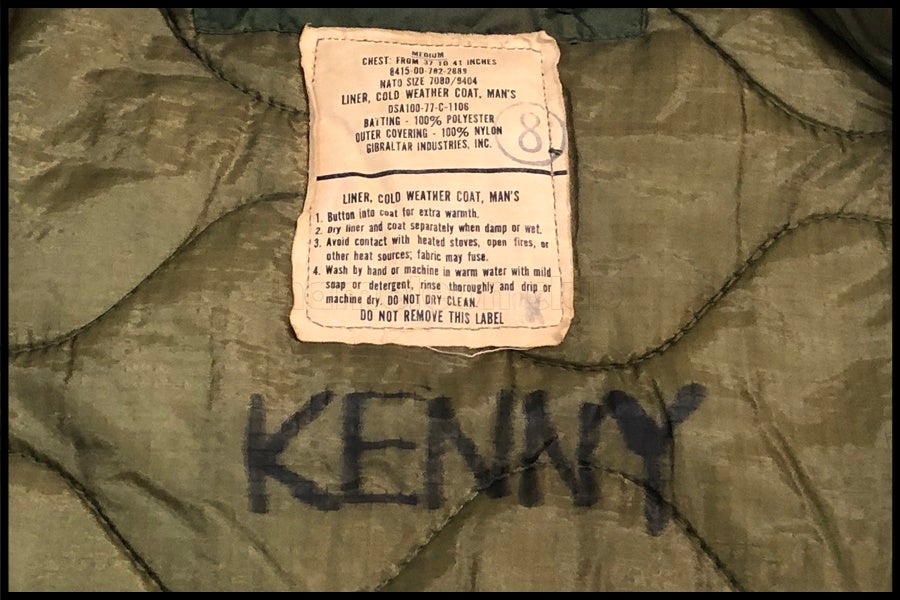 MEDIUM
CHEST: FROM 37 TO 41 INCHES
8415-00-782-2889
NATO SIZE 7080/9404
LINER, COLD WEATHER COAT, MAN'S
DSA100-77-C-1106
BATTING - 100% POLYESTER
OUTER COVERING - 100% NYLON
GIBRALTAR INDUSTRIES, INC.
8
LINER, COLD WEATHER COAT, MAN'S
1. Button into coat for extra warmth.
2. Dry liner and coat separately when damp or wet.
3. Avoid contact with heated stoves, open fires, or
other heat sources; fabric may fuse.
4. Wash by hand or machine in warm water with mild
soap or detergent, rinse thoroughly and drip or
machine dry. DO NOT DRY CLEAN.
DO NOT REMOVE THIS LABEL
KENNY